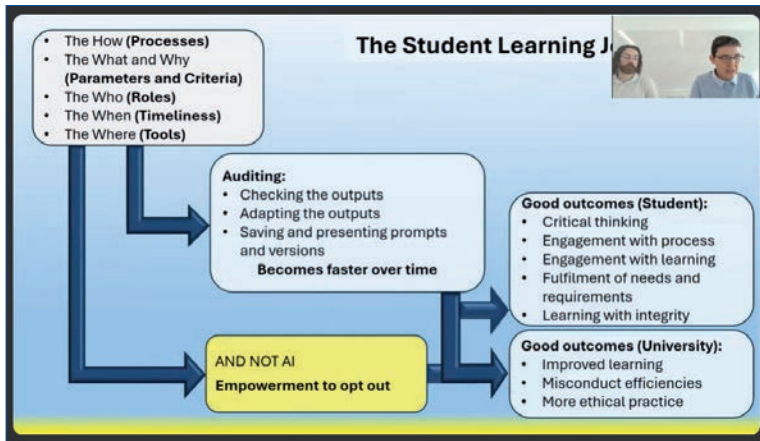 The Student Learning
• The How (Processes)
• The What and Why
(Parameters and Criteria)
• The Who (Roles)
• The When (Timeliness)
• The Where (Tools)
Auditing:
• Checking the outputs
• Adapting the outputs
• Saving and presenting prompts
and versions
Becomes faster over time
AND NOT AI
Empowerment to opt out
Good outcomes (Student):
• Critical thinking
• Engagement with process
• Engagement with learning
• Fulfilment of needs and
requirements
• Learning with integrity
Good outcomes (University):
• Improved learning
• Misconduct efficiencies
• More ethical practice